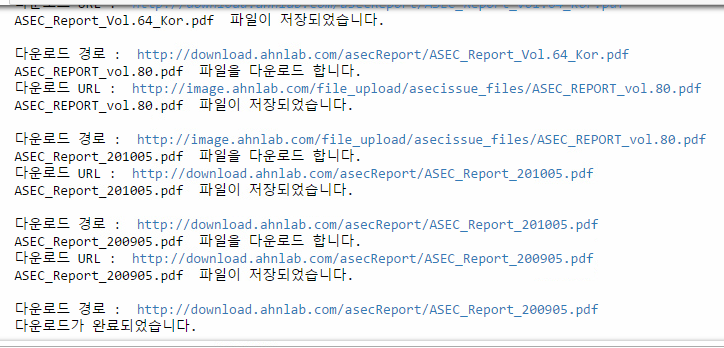 ASEC_Report_Vol.64_Kor.pdf 파일이 저장되었습니다.
다운로드 경로 : http://download.ahnlab.com/asecReport/ASEC_Report_Vol.64_Kor.pdf
ASEC_REPORT_vol.80.pdf 파일을 다운로드 합니다.
다운로드 URL : http://image.ahnlab.com/file_upload/asecissue_files/ASEC_REPORT_vol.80.pdf
ASEC_REPORT_vol.80.pdf 파일이 저장되었습니다.
다운로드 경로 : http://image.ahnlab.com/file_upload/asecissue_files/ASEC_REPORT_vol.80.pdf
ASEC_Report_201005.pdf 파일을 다운로드 합니다.
다운로드 URL : http://download.ahnlab.com/asecReport/ASEC_Report_201005.pdf
ASEC_Report_201005.pdf 파일이 저장되었습니다.
다운로드 경로 : http://download.ahnlab.com/asecReport/ASEC_Report_201005.pdf
ASEC_Report_200905.pdf 파일을 다운로드 합니다.
다운로드 URL : http://download.ahnlab.com/asecReport/ASEC_Report_200905.pdf
ASEC_Report_200905.pdf 파일이 저장되었습니다.
다운로드 경로 : http://download.ahnlab.com/asecReport/ASEC_Report_200905.pdf
다운로드가 완료되었습니다.